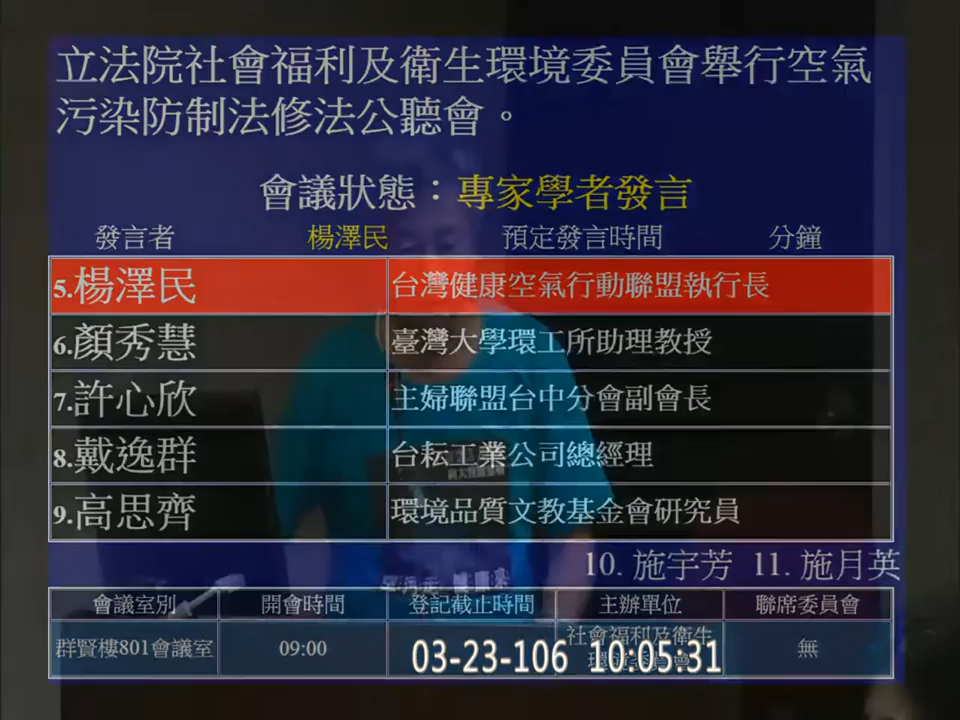 立法院社會福利及衛生環境委員會舉行空氣
污染防制法修法公聽會。
會議狀態：專家學者發言
發言者 楊澤民 預定發言時間 分鐘
5.楊澤民 台灣健康空氣行動聯盟執行長
6.顏秀慧 臺灣大學環工所助理教授
7.許心欣 主婦聯盟台中分會副會長
8.戴逸群 台耘工業公司總經理
9.高思齊 環境品質文教基金會研究員
10. 施宇芳 11. 施月英
會議室別 開會時間 登記截止時間 主辦單位 聯席委員會
群賢樓801會議室 09:00 社會福利及衛生 無
03-23-106 10:05:31